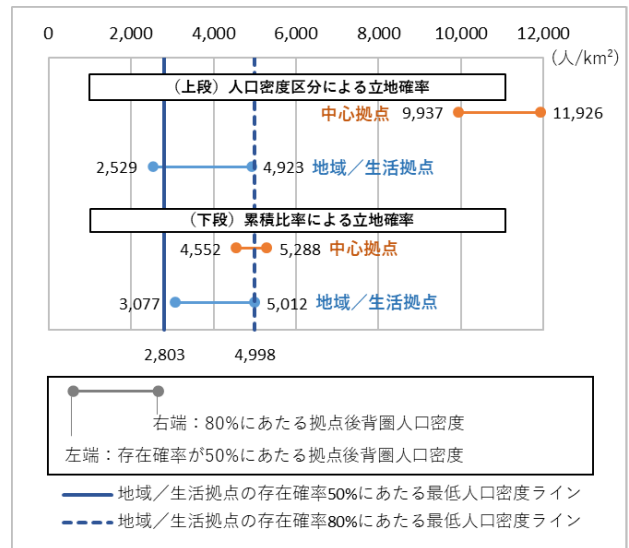 0 2,000 4,000 6,000 8,000 10,000 12,000
(人/km²)
（上段）人口密度区分による立地確率
中心拠点 9,937 11,926
2,529 4,923 地域／生活拠点
（下段）累積比率による立地確率
4,552 5,288 中心拠点
3,077 5,012 地域／生活拠点
2,803 4,998
右端：80%にあたる拠点後背圏人口密度
左端：存在確率が50%にあたる拠点後背圏人口密度
地域／生活拠点の存在確率50%にあたる最低人口密度ライン
地域／生活拠点の存在確率80%にあたる最低人口密度ライン